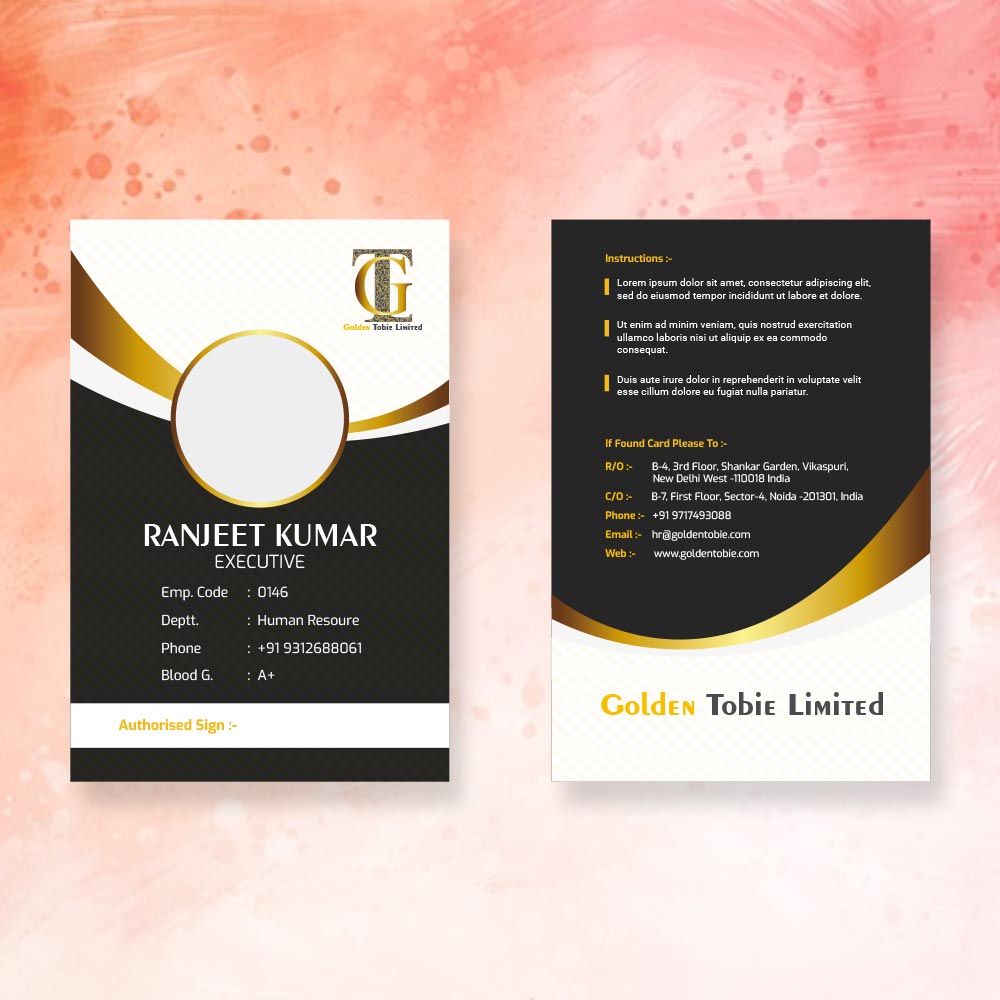 Golden Tobie Limited
RANJEET KUMAR
EXECUTIVE
Emp. Code : 0146
Deptt. : Human Resoure
Phone : +91 9312688061
Blood G. : A+
Authorised Sign :-
Instructions :-
Lorem ipsum dolor sit amet, consectetur adipiscing elit,
sed do eiusmod tempor incididunt ut labore et dolore.
Ut enim ad minim veniam, quis nostrud exercitation
ullamco laboris nisi ut aliquip ex ea commodo
consequat.
Duis aute irure dolor in reprehenderit in voluptate velit
esse cillum dolore eu fugiat nulla pariatur.
If Found Card Please To :-
R/O :- B-4, 3rd Floor, Shankar Garden, Vikaspuri,
New Delhi West -110018 India
C/O :- B-7, First Floor, Sector-4, Noida -201301, India
Phone :- +91 9717493088
Email :- hr@goldentobie.com
Web :- www.goldentobie.com
Golden Tobie Limited